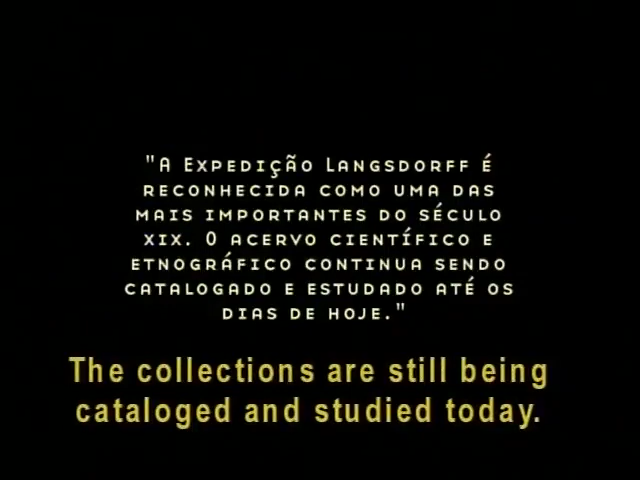 "A Expedição Langsdorff é
reconhecida como uma das
mais importantes do século
xix. O acervo científico e
etnográfico continua sendo
catalogado e estudado até os
dias de hoje."
The collections are still being
cataloged and studied today.